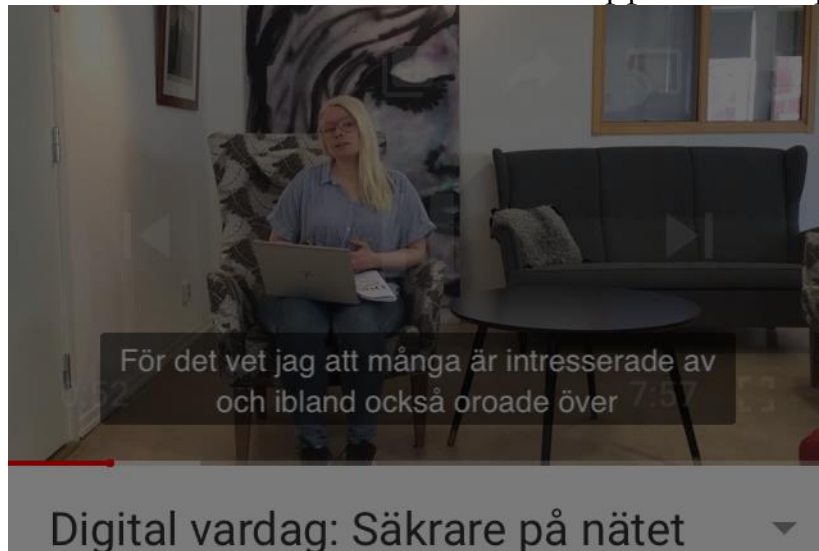 För det vet jag att många är intresserade av
och ibland också oroade över
7:57
Digital vardag: Säkrare på nätet